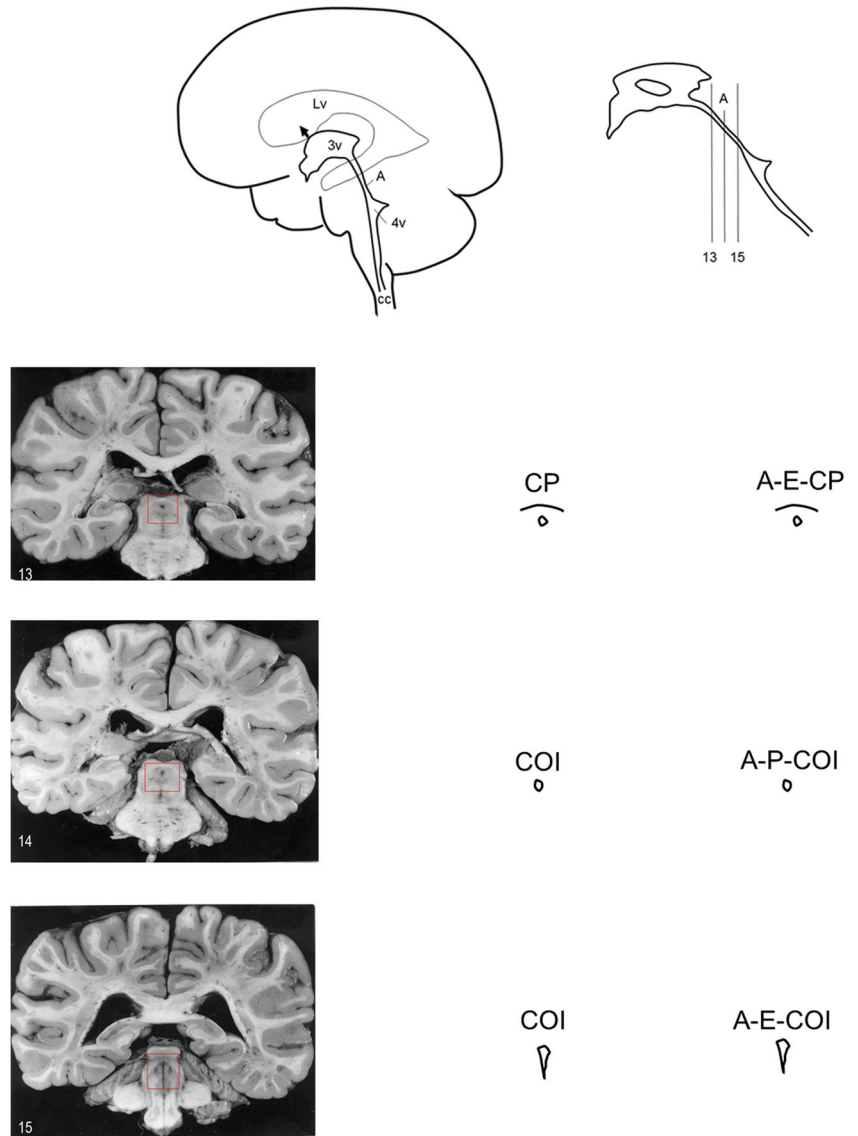 Lv
3v
A
4v
cc
A
13 15
CP A-E-CP
13
COI A-P-COI
14
COI A-E-COI
15